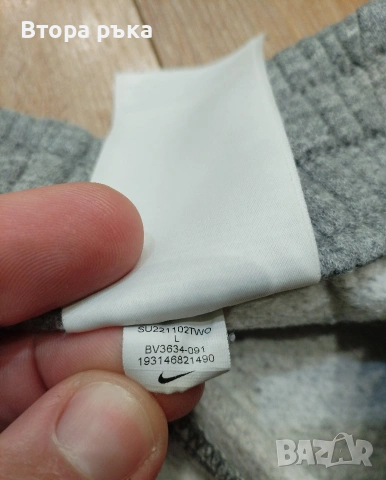 Втора ръка
SU221102TWO
L
BV3634-091
193146821490
BAZAR